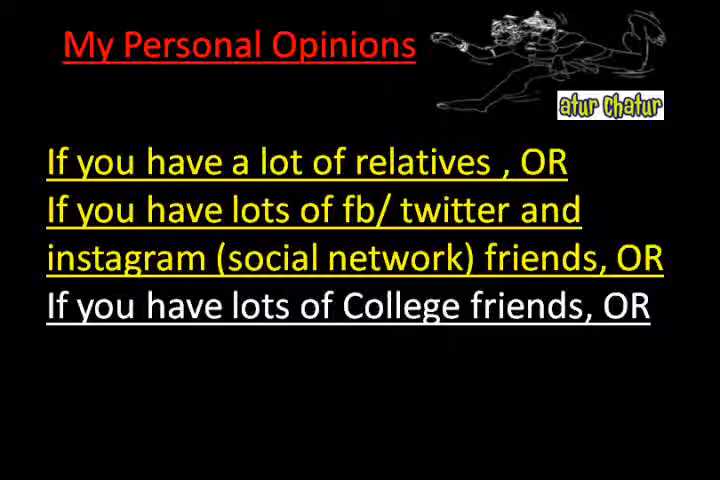 My Personal Opinions
atur chatur
If you have a lot of relatives , OR
If you have lots of fb/ twitter and
instagram (social network) friends, OR
If you have lots of College friends, OR